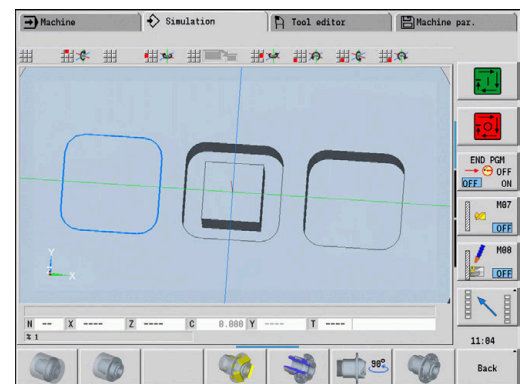 Machine
Simulation
Tool editor
Machine par.
END PGM
OFF
OFF ON
M07
OFF
M08
OFF
Y
Z X
N -- X ---- Z ---- C 0.000 Y ---- T ----
% 1
11:04
90°
Back